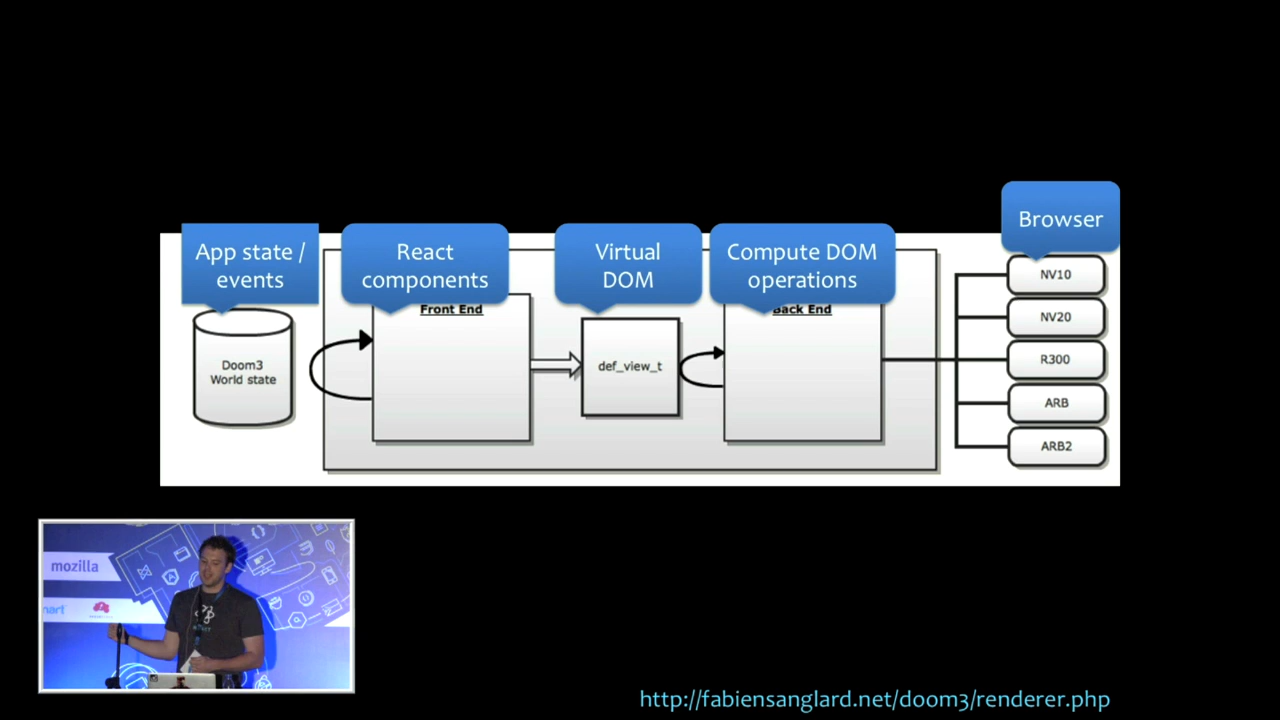 Browser
App state /
events
React
components
Virtual
DOM
Compute DOM
operations
Front End
Back End
Doom3
World state
def_view_t
NV10
NV20
R300
ARB
ARB2
mozilla
http://fabiensanglard.net/doom3/renderer.php